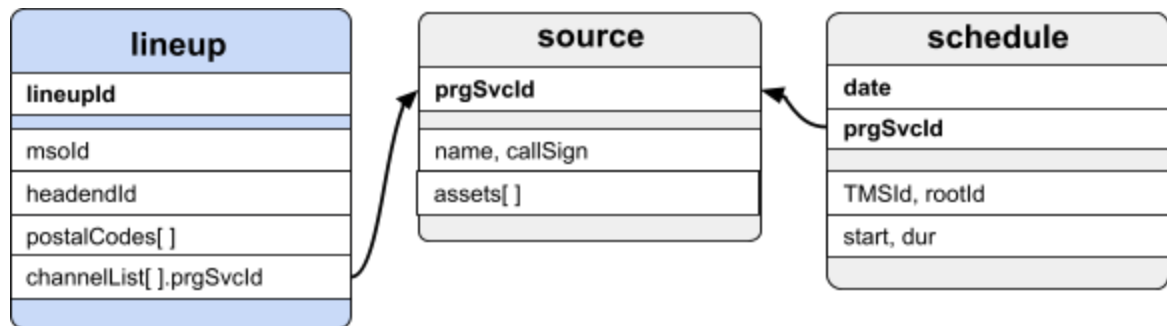 lineup
lineupId
msoId
headendId
postalCodes[ ]
channelList[ ].prgSvcId
source
prgSvcId
name, callSign
assets[ ]
schedule
date
prgSvcId
TMSId, rootId
start, dur